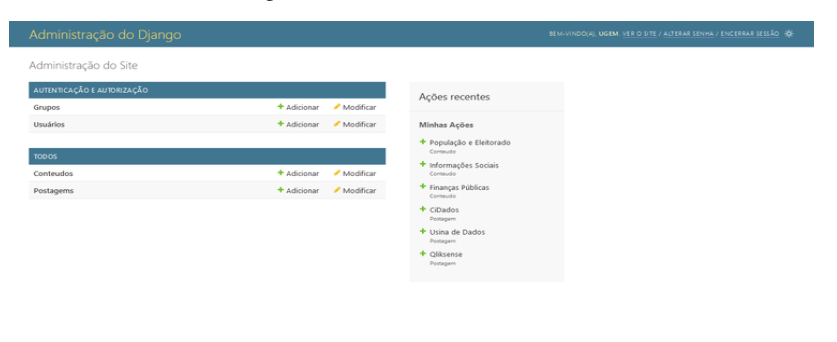 Administração do Django
BEM-VINDO(A), UGEM. VER O SITE / ALTERAR SENHA / ENCERRAR SESSÃO
Administração do Site
AUTENTICAÇÃO E AUTORIZAÇÃO
Grupos Adicionar Modificar
Usuários Adicionar Modificar
TODOS
Conteudos Adicionar Modificar
Postagems Adicionar Modificar
Ações recentes
Minhas Ações
População e Eleitorado
Conteudo
Informações Sociais
Conteudo
Finanças Públicas
Conteudo
CiDados
Postagem
Usina de Dados
Postagem
Qliksense
Postagem